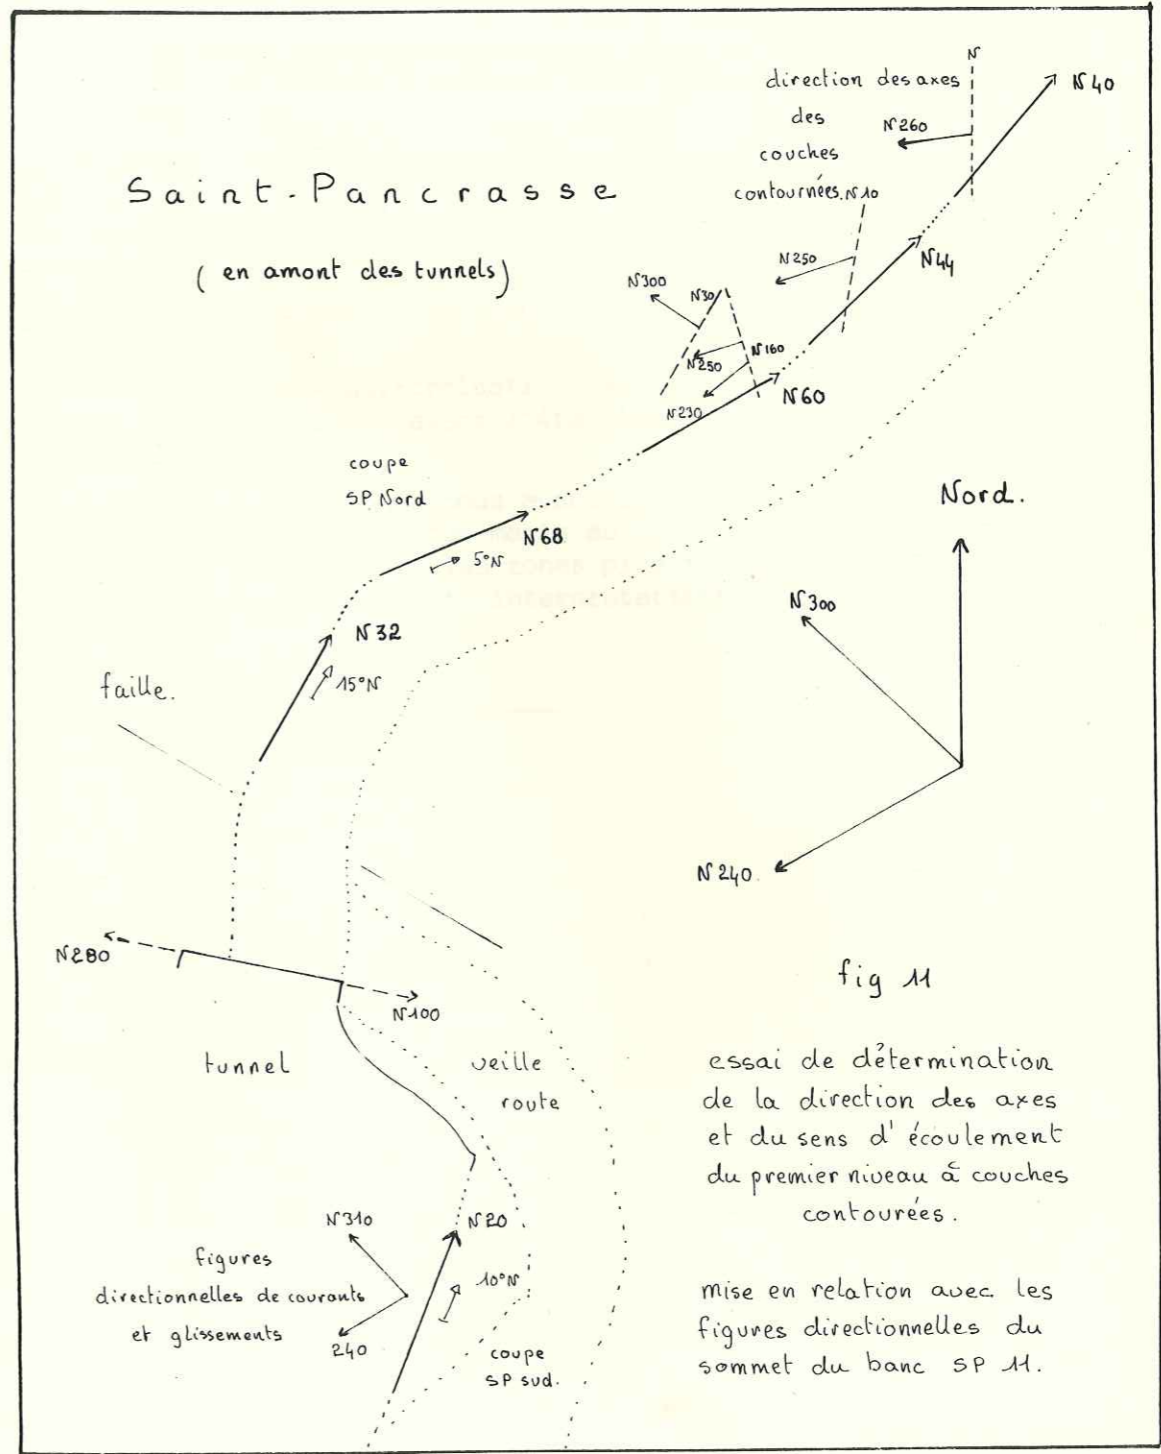 N
direction des axes
des
couches
contournées. N10
N260
N40
Saint-Pancrasse
(en amont des tunnels)
N250
N44
N300
N30
N250
N160
N230
N60
coupe
SP Nord
N68
5°N
Nord.
N300
N240.
N32
15°N
faille.
N280
N100
tunnel
veille
route
fig 11
essai de détermination
de la direction des axes
et du sens d'écoulement
du premier niveau à couches
contourées.
mise en relation avec les
figures directionnelles du
sommet du banc SP 11.
N310
N20
figures
directionnelles de courants
et glissements
240
10°N
coupe
SP sud.